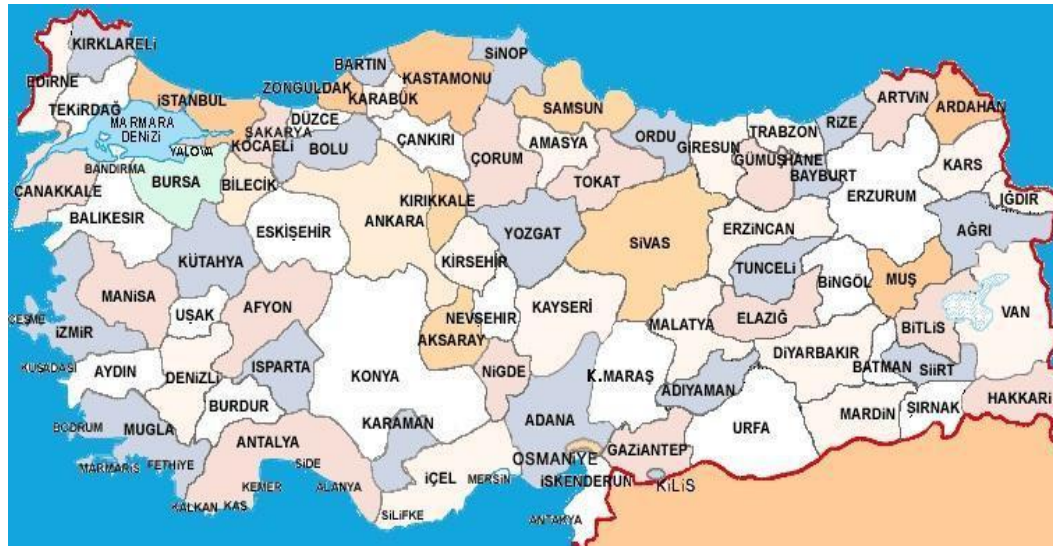 KIRKLARELİ
EDİRNE
TEKİRDAĞ
İSTANBUL
MARMARA
DENİZİ
YALOVA
KOCAELİ
SAKARYA
DÜZCE
ZONGULDAK
BARTIN
KARABÜK
KASTAMONU
SİNOP
SAMSUN
ORDU
GİRESUN
TRABZON
RİZE
ARTVİN
ARDAHAN
ÇANAKKALE
BANDIRMA
BURSA
BİLECİK
BOLU
ÇANKIRI
ÇORUM
AMASYA
TOKAT
GÜMÜŞHANE
BAYBURT
ERZURUM
KARS
IĞDIR
BALIKESIR
KÜTAHYA
ESKİŞEHİR
ANKARA
KIRIKKALE
YOZGAT
SİVAS
ERZİNCAN
TUNCELİ
BİNGÖL
MUŞ
AĞRI
MANİSA
UŞAK
AFYON
KIRSEHİR
NEVŞEHIR
KAYSERİ
MALATYA
ELAZIĞ
BİTLİS
VAN
ÇEŞME
İZMİR
KUŞADASI
AYDIN
DENIZLİ
ISPARTA
KONYA
AKSARAY
NİGDE
K.MARAŞ
ADIYAMAN
DİYARBAKIR
BATMAN
SİİRT
HAKKARİ
BODRUM
MUGLA
BURDUR
KARAMAN
ADANA
GAZİANTEP
URFA
MARDİN
ŞIRNAK
MARMARİS
FETHİYE
ANTALYA
SİDE
KEMER
ALANYA
KALKAN
KAS
İÇEL
MERSİN
SİLİFKE
OSMANİYE
İSKENDERUN
KİLİS
ANTAKYA